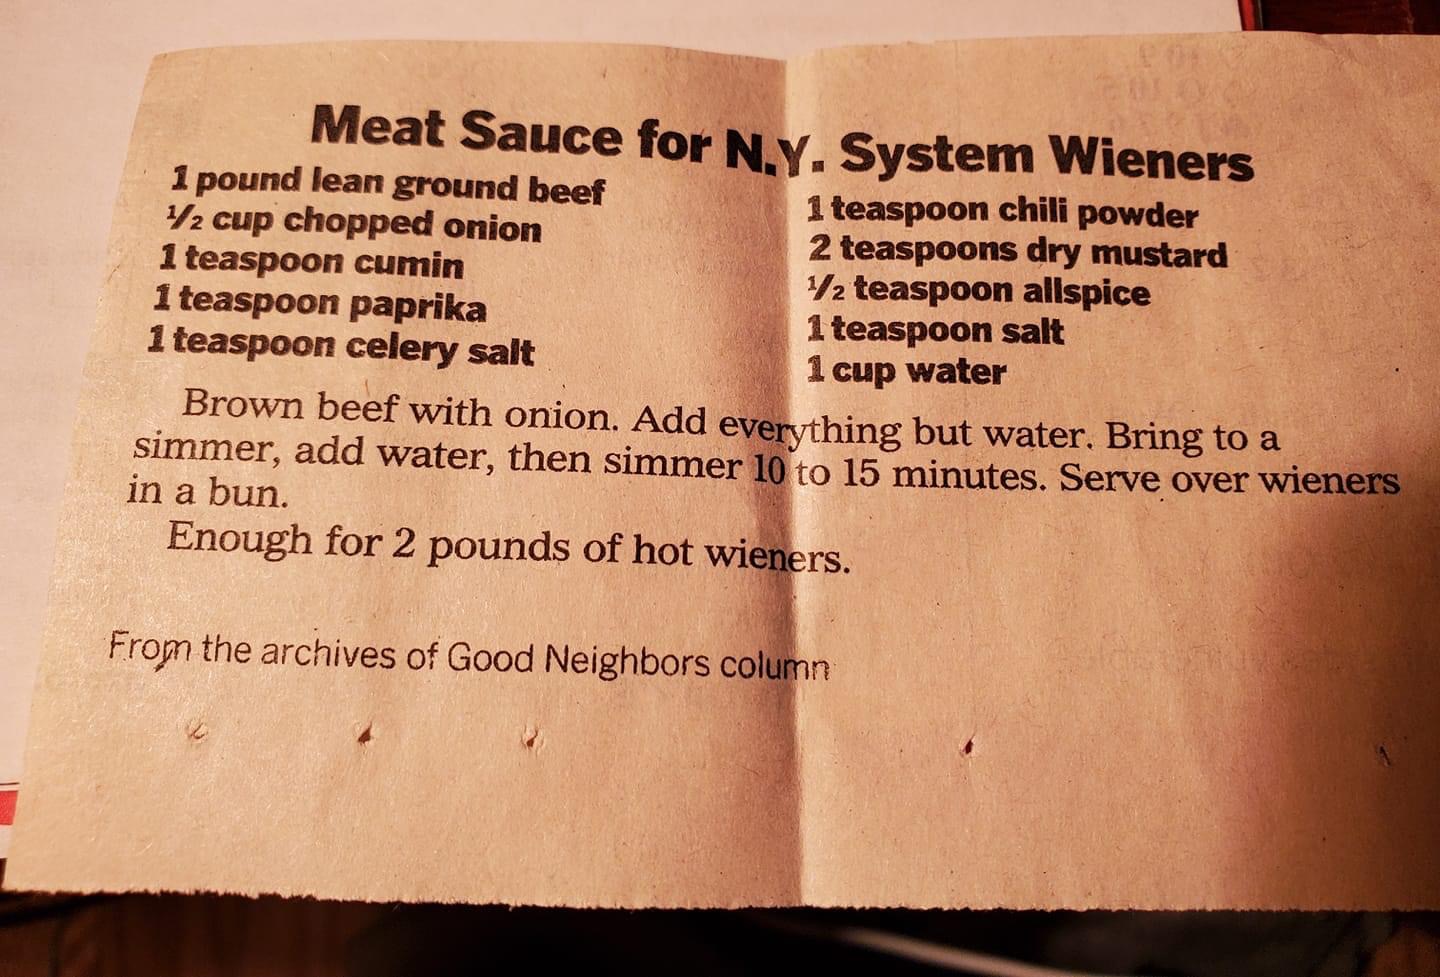 Meat Sauce for N.Y. System Wieners
1 pound lean ground beef
½ cup chopped onion
1 teaspoon cumin
1 teaspoon paprika
1 teaspoon celery salt
1 teaspoon chili powder
2 teaspoons dry mustard
½ teaspoon allspice
1 teaspoon salt
1 cup water
Brown beef with onion. Add everything but water. Bring to a
simmer, add water, then simmer 10 to 15 minutes. Serve over wieners
in a bun.
Enough for 2 pounds of hot wieners.
From the archives of Good Neighbors column